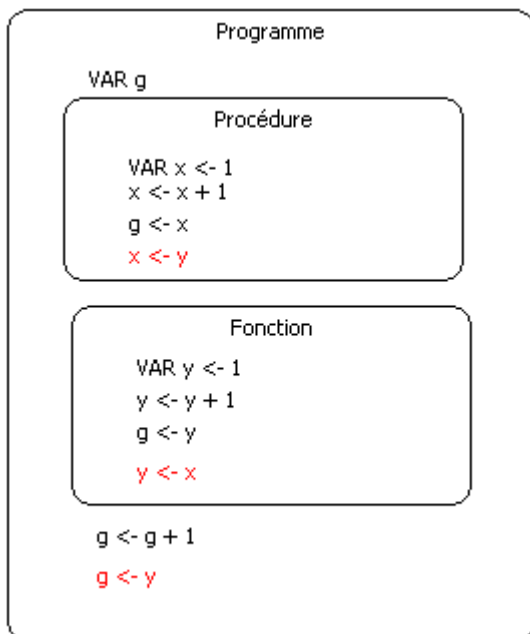 Programme
VAR g
Procédure
VAR x <- 1
x <- x + 1
g <- x
x <- y
Fonction
VAR y <- 1
y <- y + 1
g <- y
y <- x
g <- g + 1
g <- y